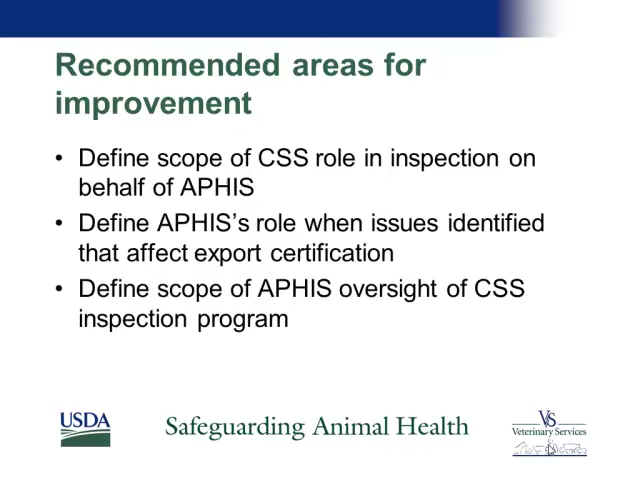 Recommended areas for
improvement
• Define scope of CSS role in inspection on
behalf of APHIS
• Define APHIS's role when issues identified
that affect export certification
• Define scope of APHIS oversight of CSS
inspection program
USDA
Safeguarding Animal Health
VS
Veterinary Services